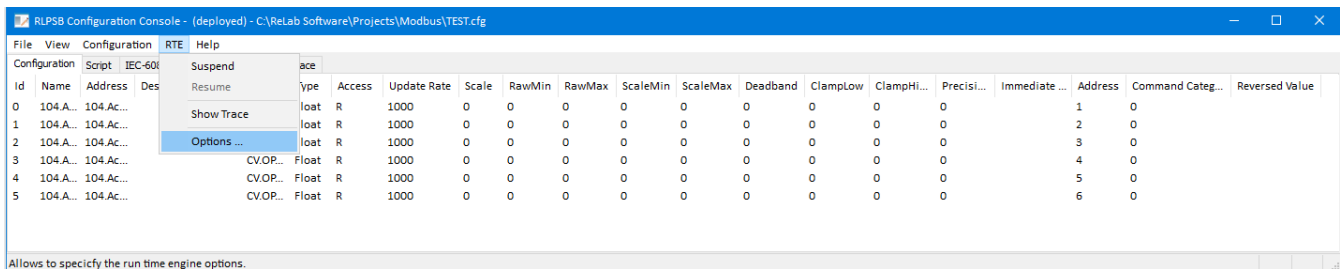 RLPSB Configuration Console - (deployed) - C:\ReLab Software\Projects\Modbus\TEST.cfg
File View Configuration RTE Help
Configuration Script IEC-608 ace
Suspend
Resume
Show Trace
Options ...
Id Name Address Des Type Access Update Rate Scale RawMin RawMax ScaleMin ScaleMax Deadband ClampLow ClampHi... Precisi... Immediate ... Address Command Categ... Reversed Value
0 104.A... 104.Ac... loat R 1000 0 0 0 0 0 0 0 0 0 1 0
1 104.A... 104.Ac... loat R 1000 0 0 0 0 0 0 0 0 0 2 0
2 104.A... 104.Ac... loat R 1000 0 0 0 0 0 0 0 0 0 3 0
3 104.A... 104.Ac... CV.OP... Float R 1000 0 0 0 0 0 0 0 0 0 4 0
4 104.A... 104.Ac... CV.OP... Float R 1000 0 0 0 0 0 0 0 0 0 5 0
5 104.A... 104.Ac... CV.OP... Float R 1000 0 0 0 0 0 0 0 0 0 6 0
Allows to specicfy the run time engine options.